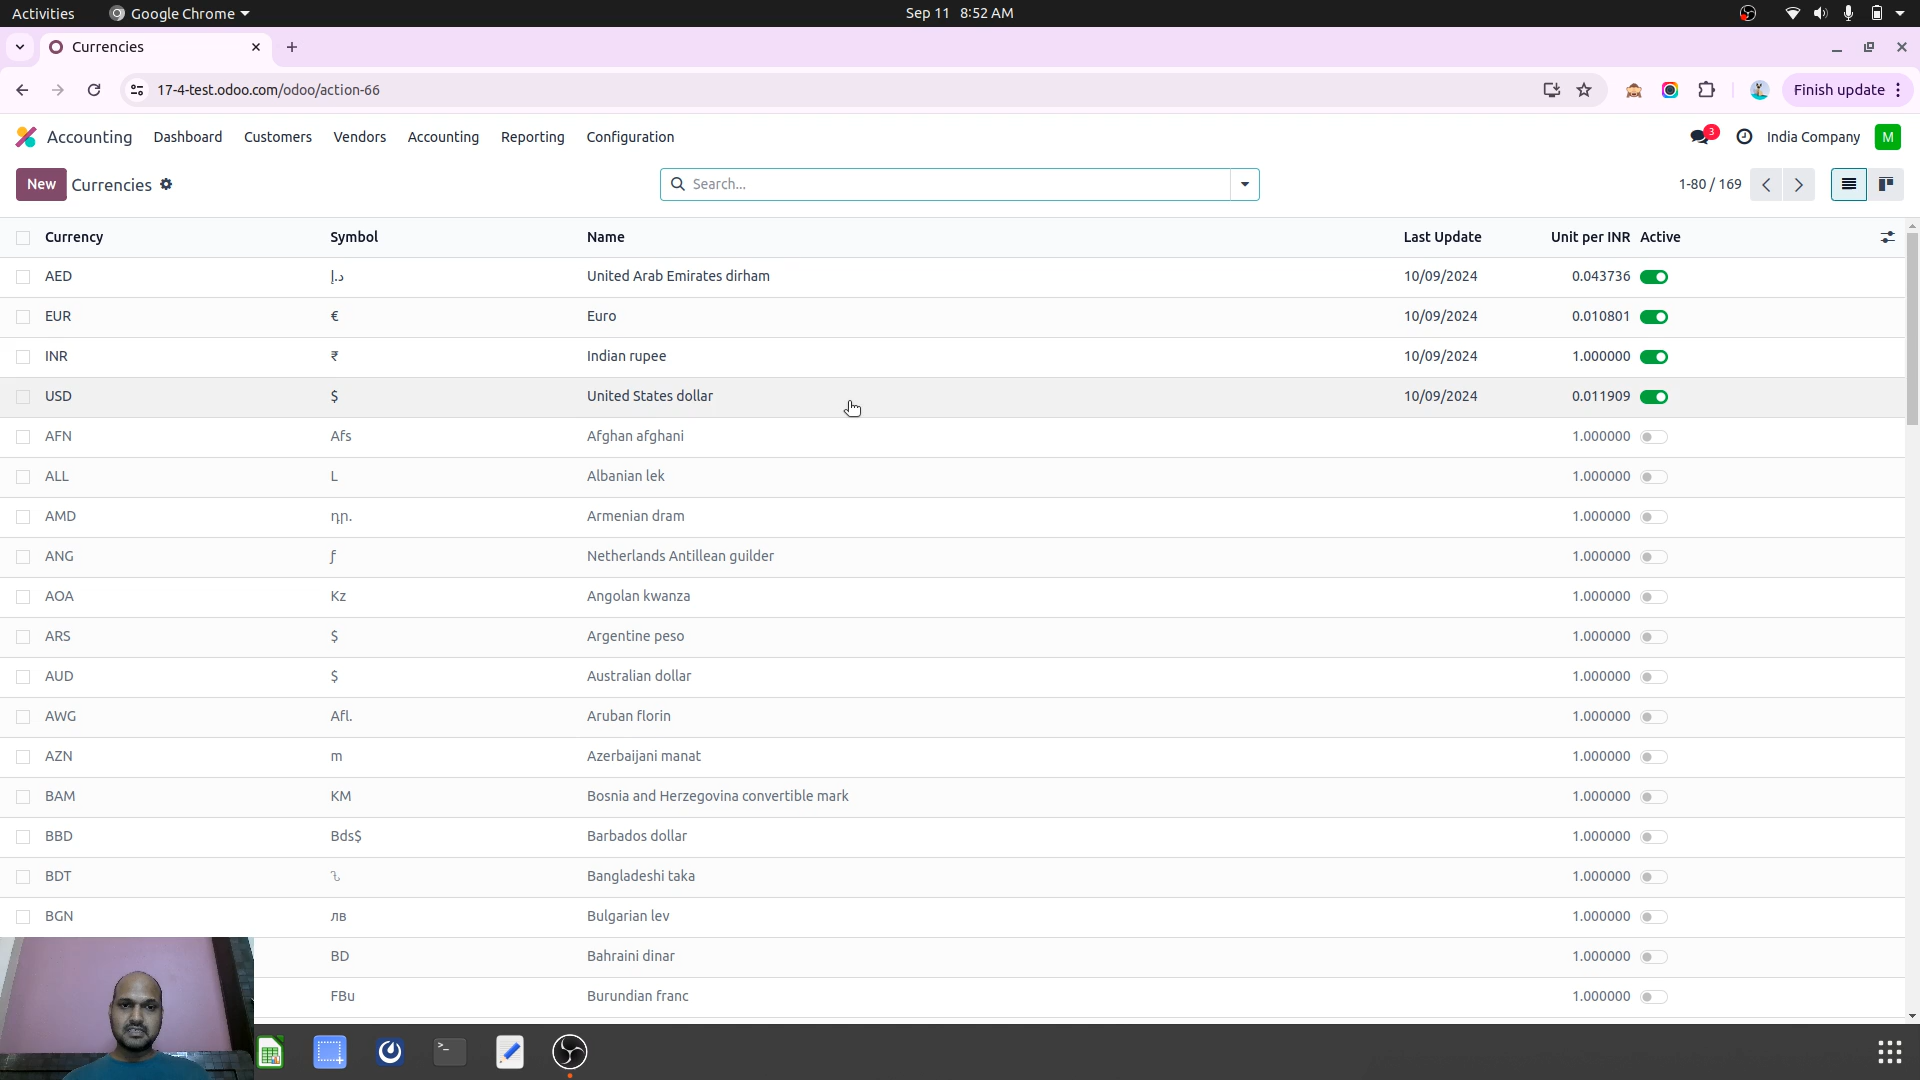 Activities Google Chrome Sep 11 8:52 AM
Currencies
17-4-test.odoo.com/odoo/action-66 Finish update
Accounting Dashboard Customers Vendors Accounting Reporting Configuration 3 India Company M
New Currencies Search... 1-80 / 169
Currency Symbol Name Last Update Unit per INR Active
AED د.إ United Arab Emirates dirham 10/09/2024 0.043736
EUR € Euro 10/09/2024 0.010801
INR ₹ Indian rupee 10/09/2024 1.000000
USD $ United States dollar 10/09/2024 0.011909
AFN Afs Afghan afghani 1.000000
ALL L Albanian lek 1.000000
AMD դր. Armenian dram 1.000000
ANG ƒ Netherlands Antillean guilder 1.000000
AOA Kz Angolan kwanza 1.000000
ARS $ Argentine peso 1.000000
AUD $ Australian dollar 1.000000
AWG Afl. Aruban florin 1.000000
AZN m Azerbaijani manat 1.000000
BAM KM Bosnia and Herzegovina convertible mark 1.000000
BBD Bds$ Barbados dollar 1.000000
BDT Bangladeshi taka 1.000000
BGN лв Bulgarian lev 1.000000
BD Bahraini dinar 1.000000
FBu Burundian franc 1.000000